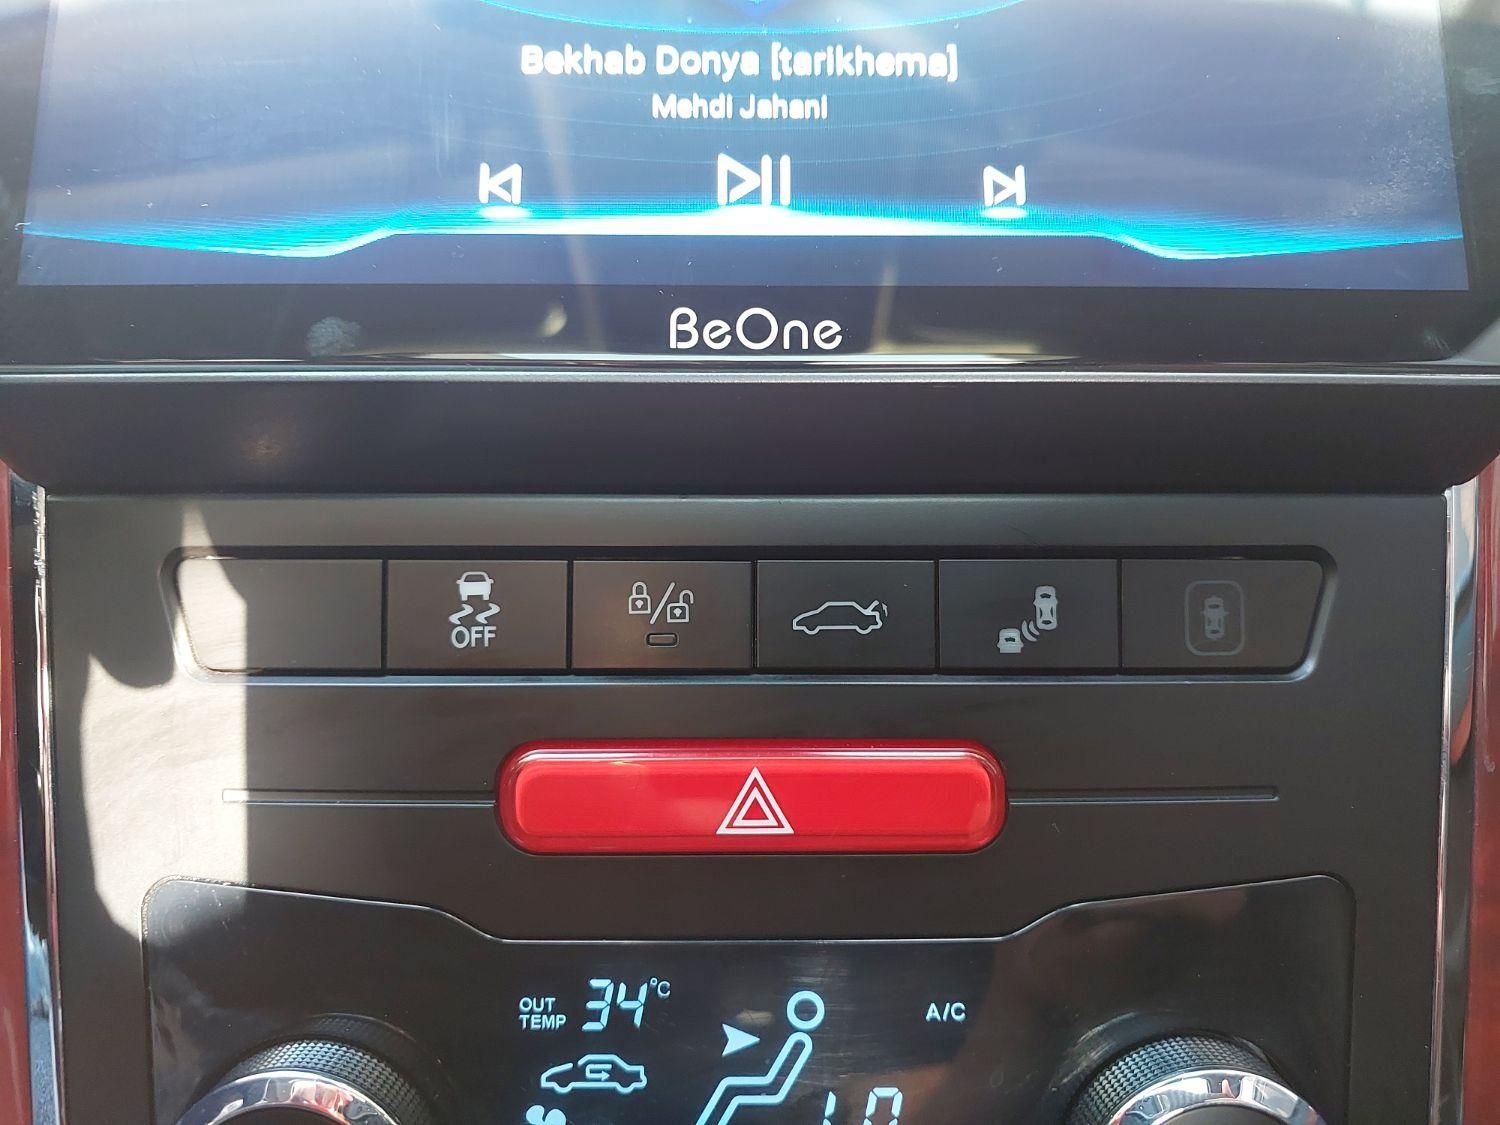 Bekhab Donya [tarikhema]
Mehdi Jahani
BeOne
OFF
OUT TEMP 34°C
A/C